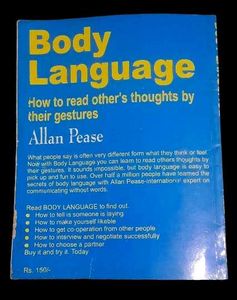 Body
Language
How to read other's thoughts by
their gestures
Allan Pease
What people say is often very different form what they think or feel
Now with Body Language you can learn to read others thoughts by
their gestures. It sounds impossible, but body language is easy to
pick up and fun to use. Over half a million people have learned the
secrets of body language with Allan Pease-international expert on
communicating without words.
Read BODY LANGUAGE to find out.
• How to tell is someone is laying
• How to make yourself likeble
• How to get co operation from other people
• How to interview and negotiate successfully
• How to choose a partner
Buy it and try it. Today
Rs. 150/-